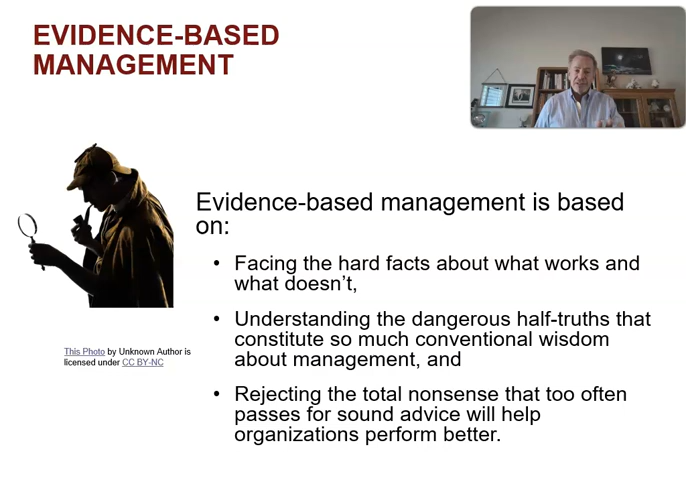 EVIDENCE-BASED
MANAGEMENT
Evidence-based management is based
on:
• Facing the hard facts about what works and
what doesn’t,
• Understanding the dangerous half-truths that
constitute so much conventional wisdom
about management, and
• Rejecting the total nonsense that too often
passes for sound advice will help
organizations perform better.
This Photo by Unknown Author is
licensed under CC BY-NC